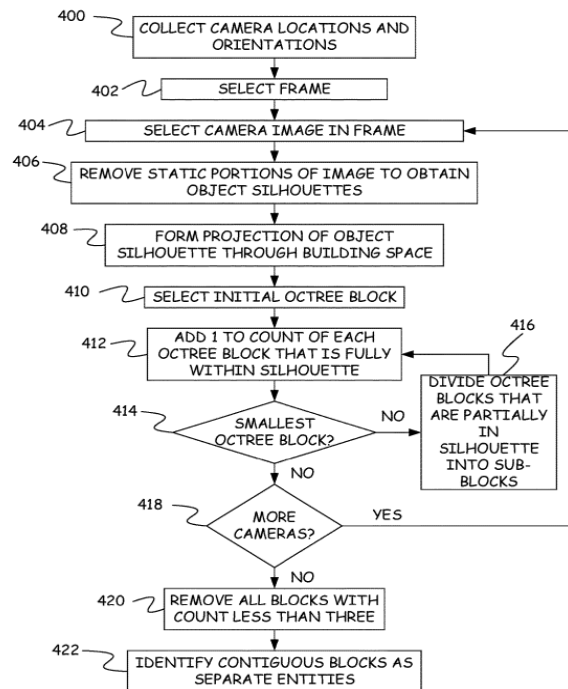 400
COLLECT CAMERA LOCATIONS AND
ORIENTATIONS
402
SELECT FRAME
404
SELECT CAMERA IMAGE IN FRAME
406
REMOVE STATIC PORTIONS OF IMAGE TO OBTAIN
OBJECT SILHOUETTES
408
FORM PROJECTION OF OBJECT
SILHOUETTE THROUGH BUILDING SPACE
410
SELECT INITIAL OCTREE BLOCK
412
ADD 1 TO COUNT OF EACH
OCTREE BLOCK THAT IS FULLY
WITHIN SILHOUETTE
416
DIVIDE OCTREE
BLOCKS THAT
ARE PARTIALLY
IN
SILHOUETTE
INTO SUB-
BLOCKS
414
SMALLEST
OCTREE BLOCK?
NO
NO
418
MORE
CAMERAS?
YES
NO
420
REMOVE ALL BLOCKS WITH
COUNT LESS THAN THREE
422
IDENTIFY CONTIGUOUS BLOCKS AS
SEPARATE ENTITIES